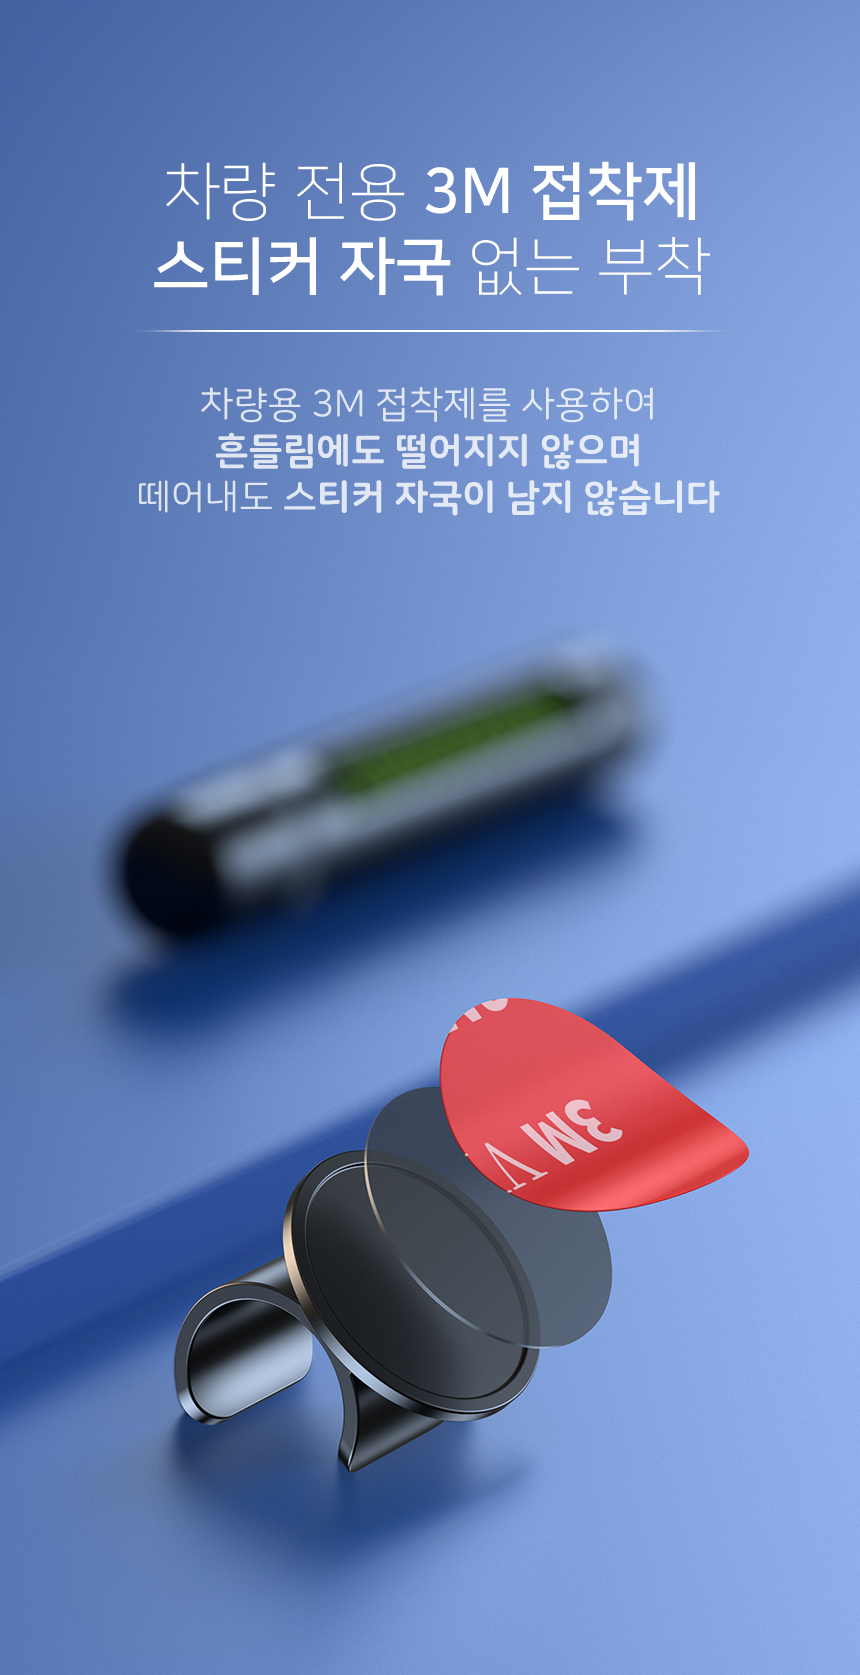 차량 전용 3M 접착제
스티커 자국 없는 부착
차량용 3M 접착제를 사용하여
흔들림에도 떨어지지 않으며
떼어내도 스티커 자국이 남지 않습니다
3M V